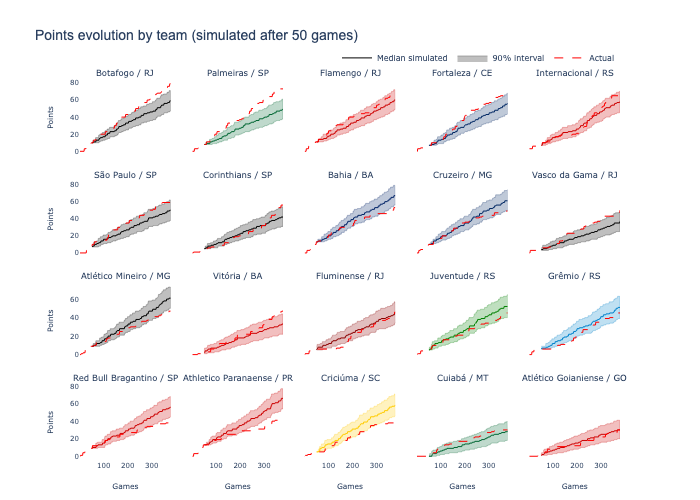 Points evolution by team (simulated after 50 games)
Median simulated 90% interval Actual
Botafogo / RJ Palmeiras / SP Flamengo / RJ Fortaleza / CE Internacional / RS
80
60
40
20
0
Points
São Paulo / SP Corinthians / SP Bahia / BA Cruzeiro / MG Vasco da Gama / RJ
80
60
40
20
0
Points
Atlético Mineiro / MG Vitória / BA Fluminense / RJ Juventude / RS Grêmio / RS
60
40
20
0
Points
Red Bull Bragantino / SP Athletico Paranaense / PR Criciúma / SC Cuiabá / MT Atlético Goianiense / GO
80
60
40
20
0
Points
100 200 300 100 200 300 100 200 300 100 200 300 100 200 300
Games Games Games Games Games